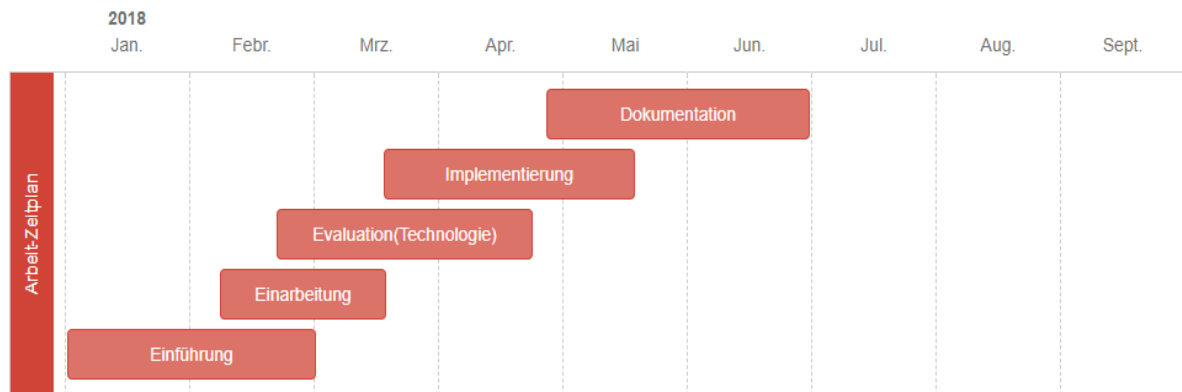 2018
Jan. Febr. Mrz. Apr. Mai Jun. Jul. Aug. Sept.
Arbeit-Zeitplan
Dokumentation
Implementierung
Evaluation(Technologie)
Einarbeitung
Einführung